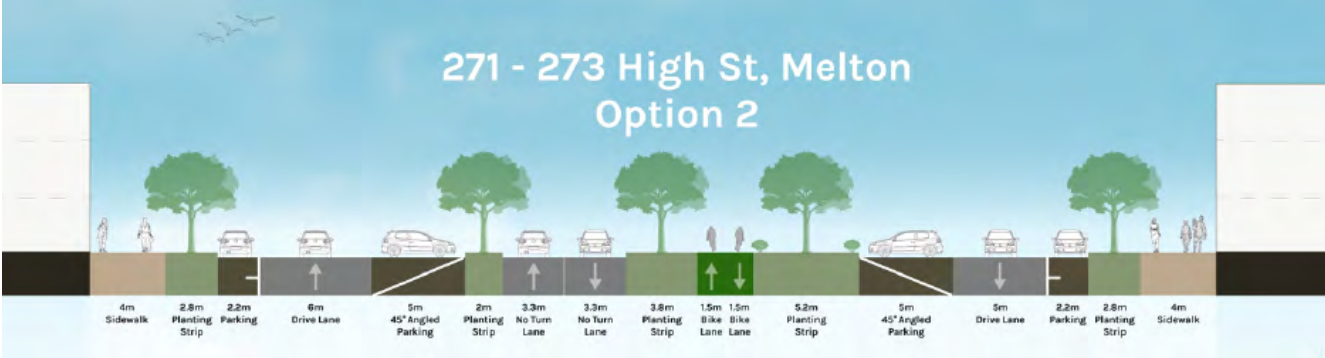 271 - 273 High St, Melton
Option 2
4m
Sidewalk
2.8m
Planting
Strip
2.2m
Parking
6m
Drive Lane
5m
45° Angled
Parking
2m
Planting
Strip
3.3m
No Turn
Lane
3.3m
No Turn
Lane
3.8m
Planting
Strip
1.5m
Bike
Lane
1.5m
Bike
Lane
5.2m
Planting
Strip
5m
45° Angled
Parking
5m
Drive Lane
2.2m
Parking
2.8m
Planting
Strip
4m
Sidewalk